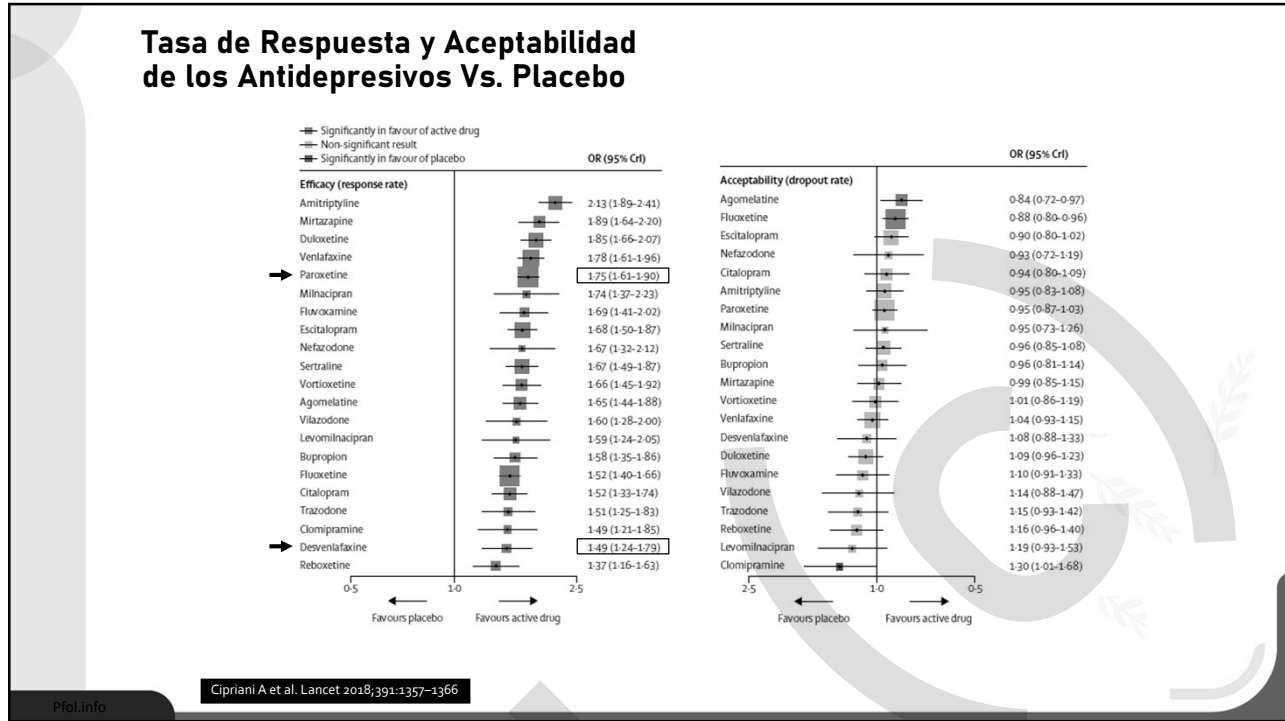 Tasa de Respuesta y Aceptabilidad
de los Antidepresivos Vs. Placebo
Significantly in favour of active drug
Non-significant result
Significantly in favour of placebo
OR (95% CrI)
Efficacy (response rate)
Amitriptyline 2·13 (1·89–2·41)
Mirtazapine 1·89 (1·64–2·20)
Duloxetine 1·85 (1·66–2·07)
Venlafaxine 1·78 (1·61–1·96)
Paroxetine 1·75 (1·61–1·90)
Milnacipran 1·74 (1·37–2·23)
Fluvoxamine 1·69 (1·41–2·02)
Escitalopram 1·68 (1·50–1·87)
Nefazodone 1·67 (1·32–2·12)
Sertraline 1·67 (1·49–1·87)
Vortioxetine 1·66 (1·45–1·92)
Agomelatine 1·65 (1·44–1·88)
Vilazodone 1·60 (1·28–2·00)
Levomilnacipran 1·59 (1·24–2·05)
Bupropion 1·58 (1·35–1·86)
Fluoxetine 1·52 (1·40–1·66)
Citalopram 1·52 (1·33–1·74)
Trazodone 1·51 (1·25–1·83)
Clomipramine 1·49 (1·21–1·85)
Desvenlafaxine 1·49 (1·24–1·79)
Reboxetine 1·37 (1·16–1·63)
0·5 1·0 2·5
Favours placebo Favours active drug
OR (95% CrI)
Acceptability (dropout rate)
Agomelatine 0·84 (0·72–0·97)
Fluoxetine 0·88 (0·80–0·96)
Escitalopram 0·90 (0·80–1·02)
Nefazodone 0·93 (0·72–1·19)
Citalopram 0·94 (0·80–1·09)
Amitriptyline 0·95 (0·83–1·08)
Paroxetine 0·95 (0·87–1·03)
Milnacipran 0·95 (0·73–1·26)
Sertraline 0·96 (0·85–1·08)
Bupropion 0·96 (0·81–1·14)
Mirtazapine 0·99 (0·85–1·15)
Vortioxetine 1·01 (0·86–1·19)
Venlafaxine 1·04 (0·93–1·15)
Desvenlafaxine 1·08 (0·88–1·33)
Duloxetine 1·09 (0·96–1·23)
Fluvoxamine 1·10 (0·91–1·33)
Vilazodone 1·14 (0·88–1·47)
Trazodone 1·15 (0·93–1·42)
Reboxetine 1·16 (0·96–1·40)
Levomilnacipran 1·19 (0·93–1·53)
Clomipramine 1·30 (1·01–1·68)
2·5 1·0 0·5
Favours placebo Favours active drug
Cipriani A et al. Lancet 2018;391:1357–1366
Pfol.info